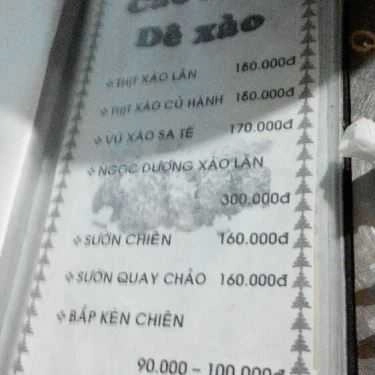 Dê xào
THỊT XÀO LĂN 160.000đ
THỊT XÀO CỦ HÀNH 160.000đ
VÚ XÀO SA TẾ 170.000đ
NGỌC DƯƠNG XÀO LĂN
300.000đ
SƯỜN CHIÊN 160.000đ
SƯỜN QUAY CHẢO 160.000đ
BẮP KÈN CHIÊN
90.000 – 100.000đ